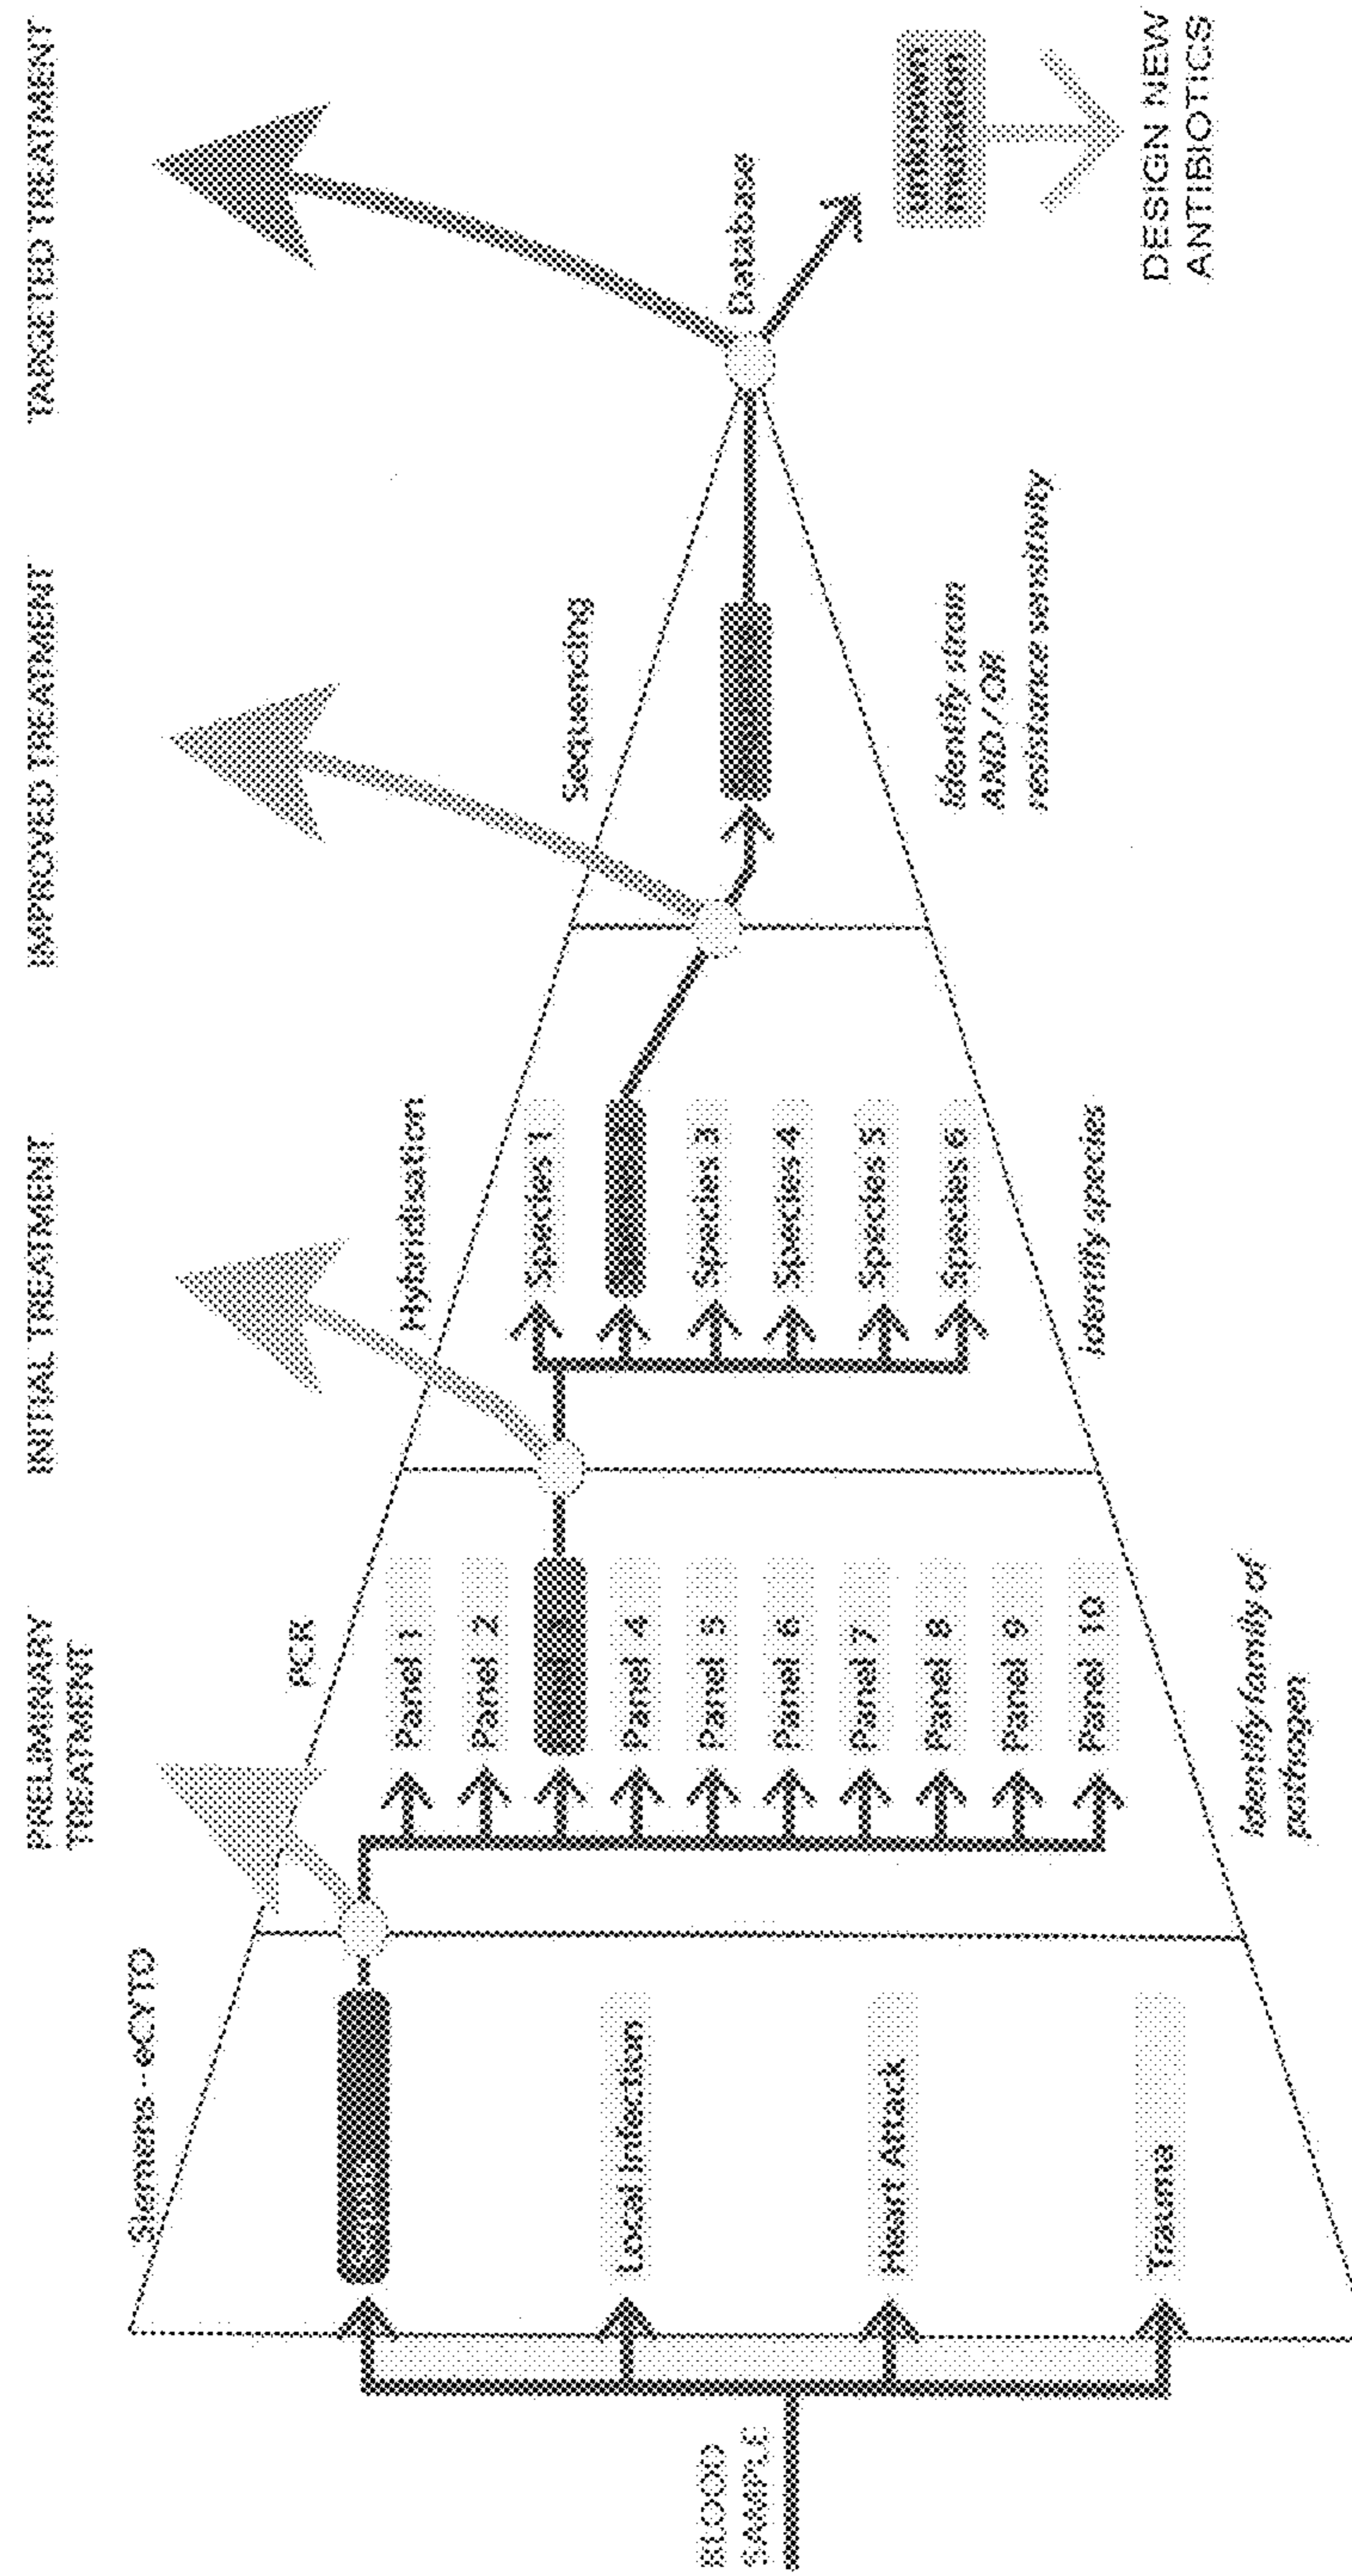 PRELIMINARY
TREATMENT
INITIAL TREATMENT
IMPROVED TREATMENT
TARGETED TREATMENT
Siemens - eCYTO
PCR
Hybridisation
Sequencing
Database
BLOOD
SAMPLE
Local Infection
Heart Attack
Trauma
Panel 1
Panel 2
Panel 4
Panel 5
Panel 6
Panel 7
Panel 8
Panel 9
Panel 10
Species 1
Species 3
Species 4
Species 5
Species 6
Identify family of
pathogen
Identify species
Identify strain
AND / OR
resistance sensitivity
unknown
mutation
DESIGN NEW
ANTIBIOTICS